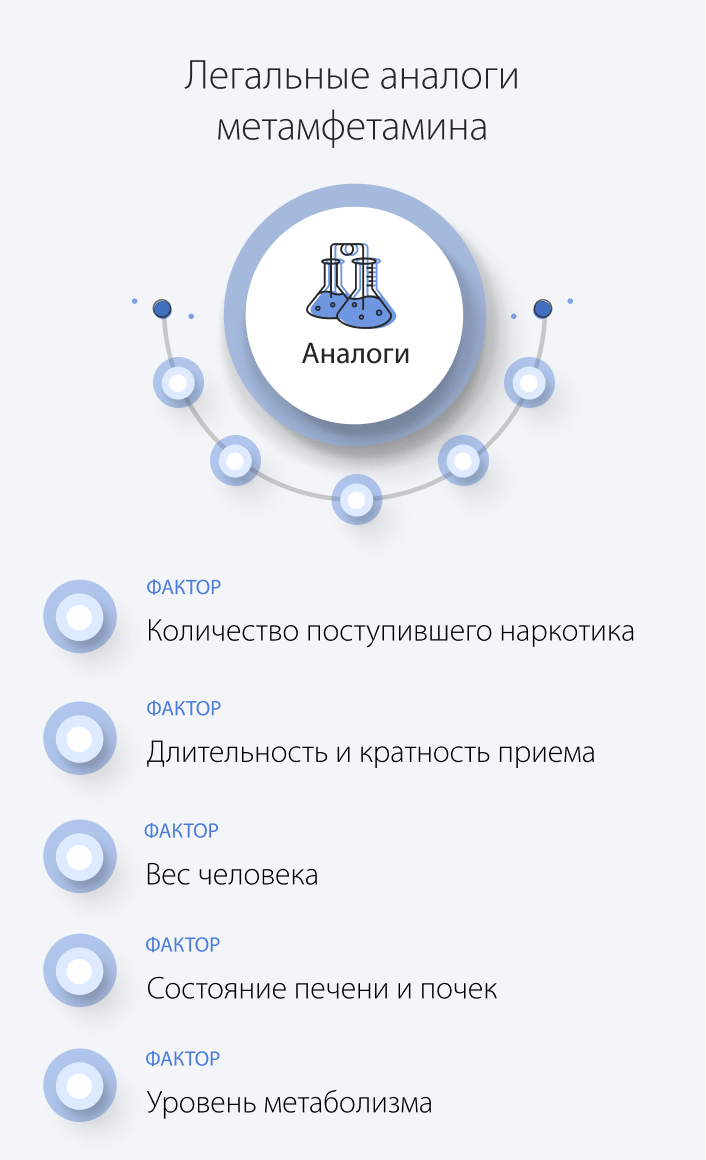 Легальные аналоги
метамфетамина
Аналоги
ФАКТОР
Количество поступившего наркотика
ФАКТОР
Длительность и кратность приема
ФАКТОР
Вес человека
ФАКТОР
Состояние печени и почек
ФАКТОР
Уровень метаболизма